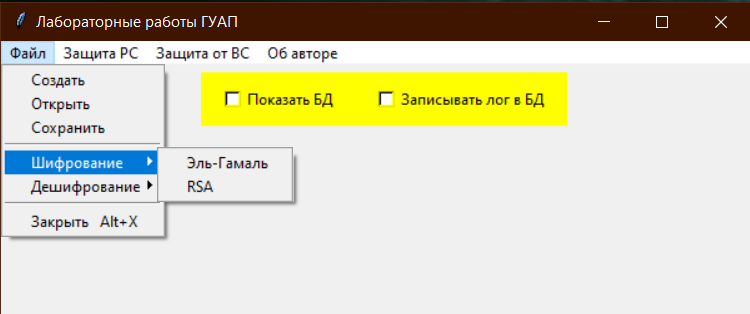 Лабораторные работы ГУАП
Файл Защита РС Защита от ВС Об авторе
Создать
Открыть
Сохранить
Показать БД Записывать лог в БД
Шифрование Эль-Гамаль
Дешифрование RSA
Закрыть Alt+X